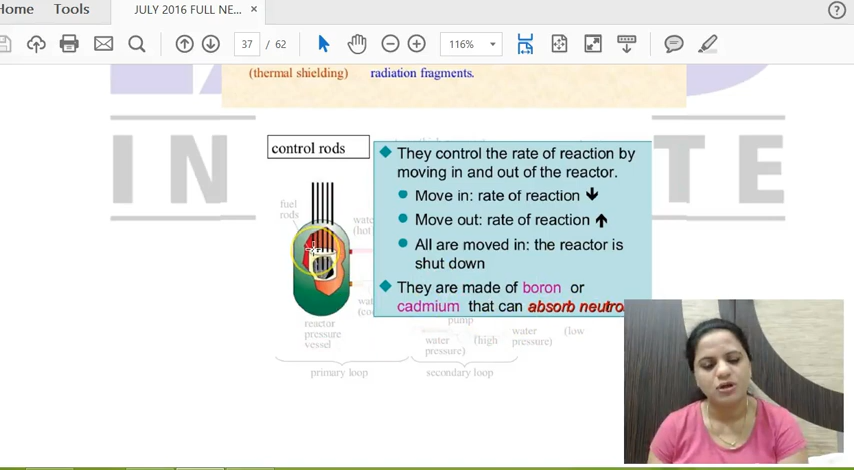 Home Tools JULY 2016 FULL NE... ×
37 / 62 116%
(thermal shielding) radiation fragments.
IN TE
control rods
They control the rate of reaction by
moving in and out of the reactor.
Move in: rate of reaction
Move out: rate of reaction
All are moved in: the reactor is
shut down
They are made of boron or
cadmium that can absorb neutro
fuel
rods
(hot)
reactor
pressure
vessel
pump
water (high
pressure)
water (low
pressure)
primary loop
secondary loop